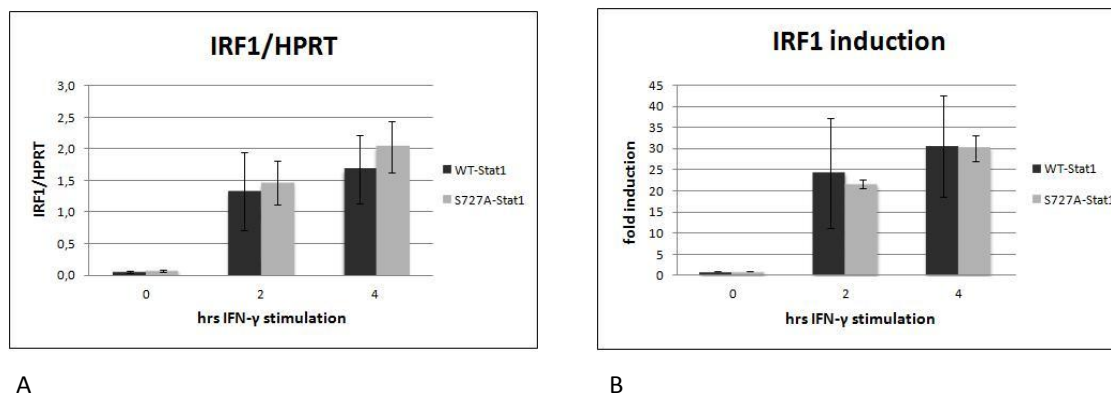 IRF1/HPRT
3,0
2,5
2,0
1,5
1,0
0,5
0,0
IRF1/HPRT
0 2 4
hrs IFN-γ stimulation
WT-Stat1
S727A-Stat1
A
IRF1 induction
45
40
35
30
25
20
15
10
5
0
fold induction
0 2 4
hrs IFN-γ stimulation
WT-Stat1
S727A-Stat1
B